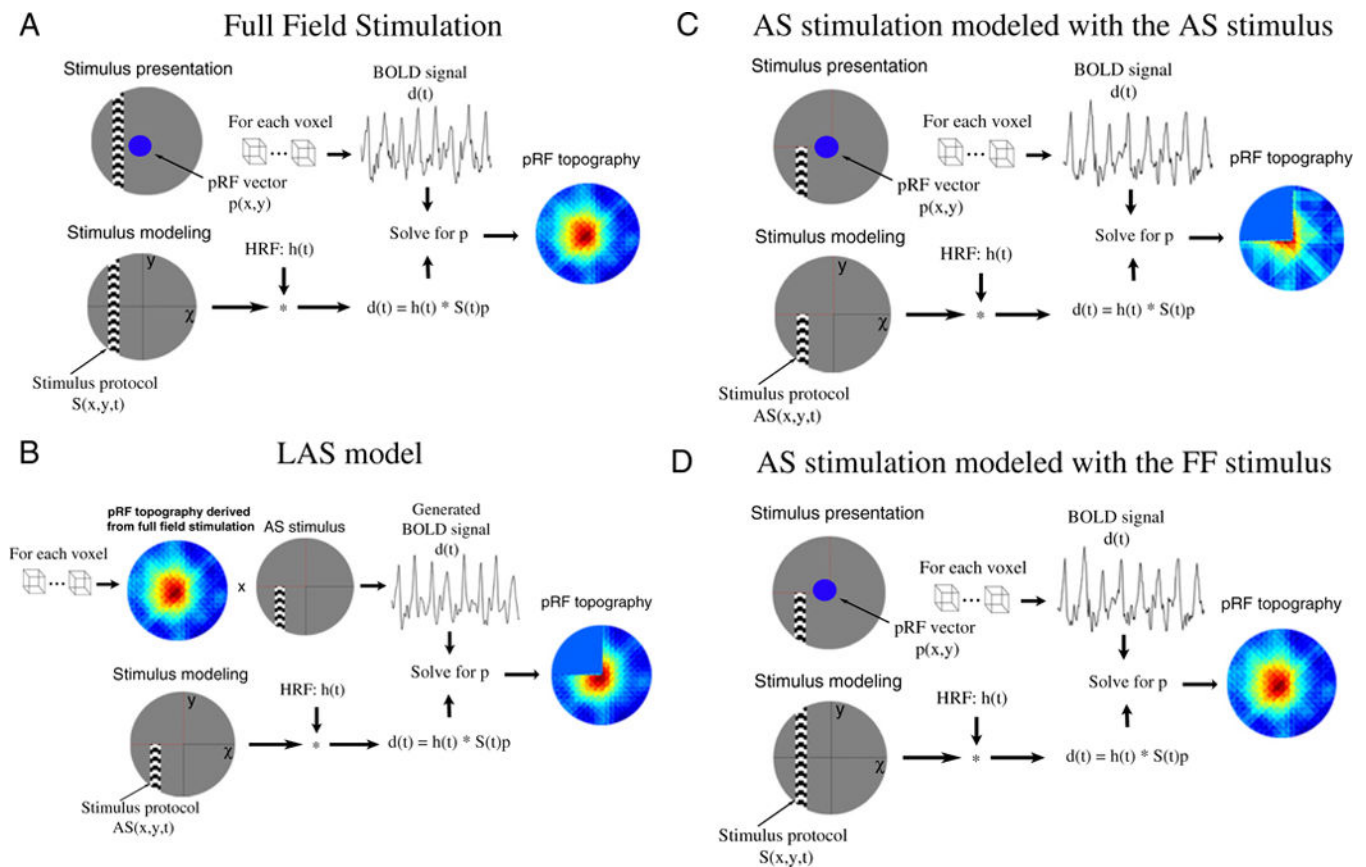 A
Full Field Stimulation
Stimulus presentation
BOLD signal
d(t)
For each voxel
pRF vector
p(x,y)
pRF topography
Stimulus modeling
HRF: h(t)
Solve for p
y
χ
*
d(t) = h(t) * S(t)p
Stimulus protocol
S(x,y,t)
B
LAS model
pRF topography derived
from full field stimulation
AS stimulus
Generated
BOLD signal
d(t)
For each voxel
x
pRF topography
Stimulus modeling
HRF: h(t)
Solve for p
y
χ
*
d(t) = h(t) * S(t)p
Stimulus protocol
AS(x,y,t)
C
AS stimulation modeled with the AS stimulus
Stimulus presentation
BOLD signal
d(t)
For each voxel
pRF vector
p(x,y)
pRF topography
Stimulus modeling
HRF: h(t)
Solve for p
y
χ
*
d(t) = h(t) * S(t)p
Stimulus protocol
AS(x,y,t)
D
AS stimulation modeled with the FF stimulus
Stimulus presentation
BOLD signal
d(t)
For each voxel
pRF vector
p(x,y)
pRF topography
Stimulus modeling
HRF: h(t)
Solve for p
y
χ
*
d(t) = h(t) * S(t)p
Stimulus protocol
S(x,y,t)